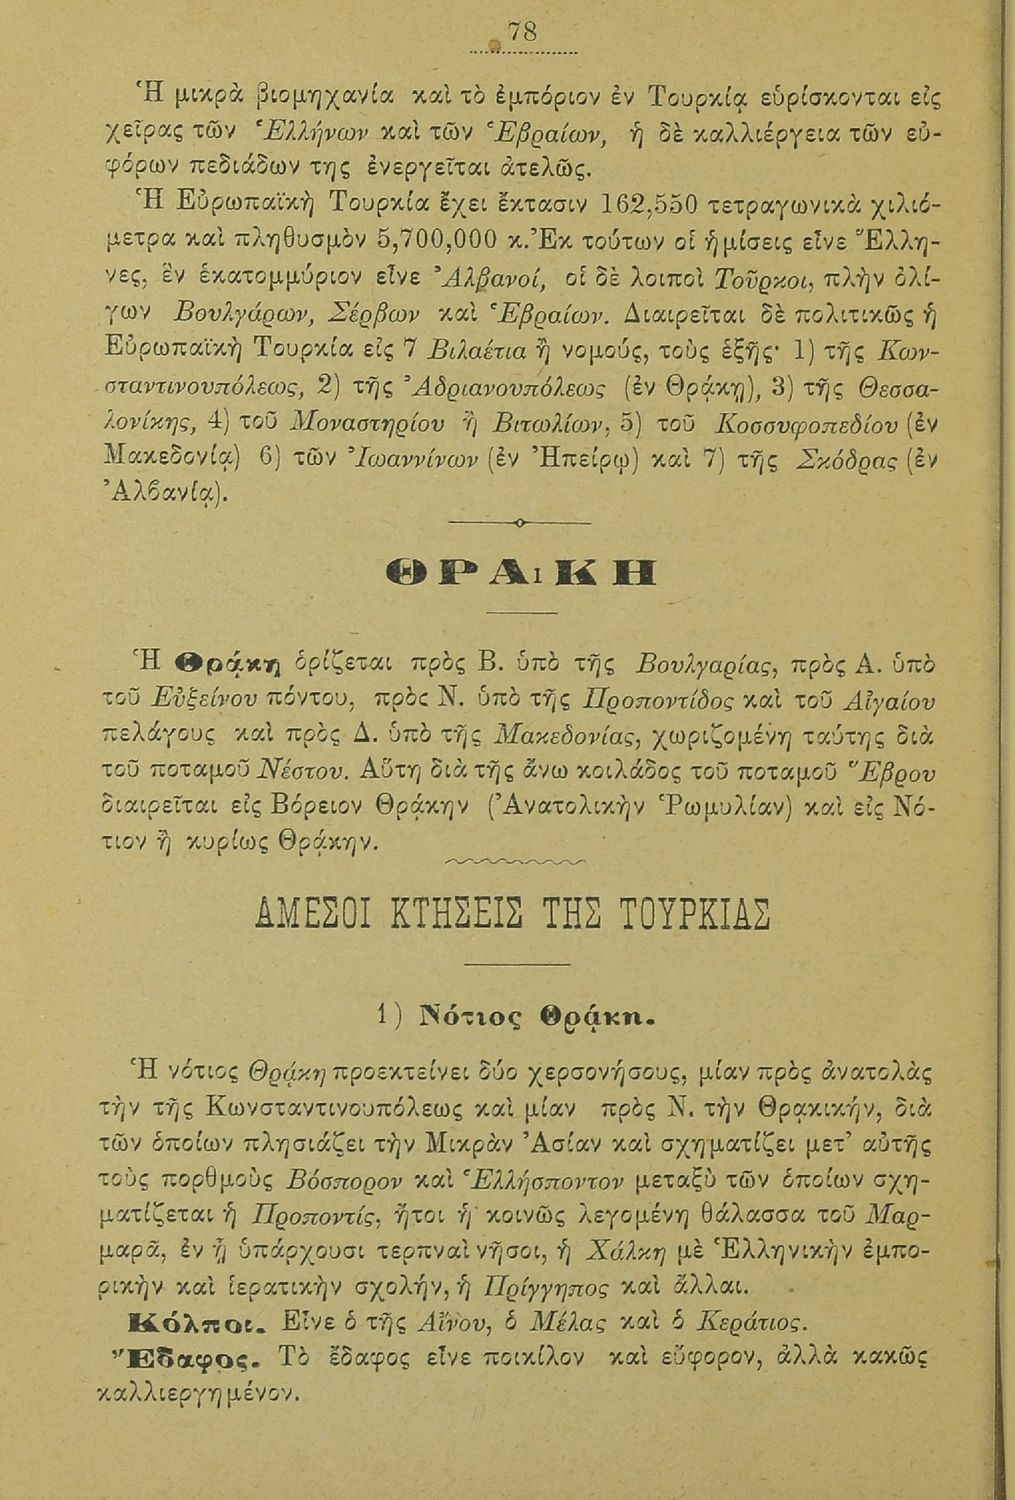 78
Ἡ μικρὰ βιομηχανία καὶ τὸ ἐμπόριον ἐν Τουρκίᾳ εὑρίσκονται εἰς
χεῖρας τῶν Ἑλλήνων καὶ τῶν Ἑβραίων, ἡ δὲ καλλιέργεια τῶν εὐ-
φόρων πεδιάδων της ἐνεργεῖται ἀτελῶς.
Ἡ Εὐρωπαϊκὴ Τουρκία ἔχει ἔκτασιν 162,550 τετραγωνικὰ χιλιό-
μετρα καὶ πληθυσμὸν 5,700,000 κ. Ἐκ τούτων οἱ ἡμίσεις εἶνε Ἕλλη-
νες, ἓν ἑκατομμύριον εἶνε Ἀλβανοί, οἱ δὲ λοιποὶ Τοῦρκοι, πλὴν ὀλί-
γων Βουλγάρων, Σέρβων καὶ Ἑβραίων. Διαιρεῖται δὲ πολιτικῶς ἡ
Εὐρωπαϊκὴ Τουρκία εἰς 7 Βιλαέτια ἢ νομούς, τοὺς ἑξῆς· 1) τῆς Κων-
σταντινουπόλεως, 2) τῆς Ἀδριανουπόλεως (ἐν Θρᾴκῃ), 3) τῆς Θεσσα-
λονίκης, 4) τοῦ Μοναστηρίου ἢ Βιτωλίων, 5) τοῦ Κοσσυφοπεδίου (ἐν
Μακεδονίᾳ) 6) τῶν Ἰωαννίνων (ἐν Ἠπείρῳ) καὶ 7) τῆς Σκόδρας (ἐν
Ἀλβανίᾳ).
ΘΡΑιΚΗ
Ἡ Θρᾴκη ὁρίζεται πρὸς Β. ὑπὸ τῆς Βουλγαρίας, πρὸς Α. ὑπὸ
τοῦ Εὐξείνου πόντου, πρὸς Ν. ὑπὸ τῆς Προποντίδος καὶ τοῦ Αἰγαίου
πελάγους καὶ πρὸς Δ. ὑπὸ τῆς Μακεδονίας, χωριζομένη ταύτης διὰ
τοῦ ποταμοῦ Νέστου. Αὕτη διὰ τῆς ἄνω κοιλάδος τοῦ ποταμοῦ Ἕβρου
διαιρεῖται εἰς Βόρειον Θρᾴκην (Ἀνατολικὴν Ῥωμυλίαν) καὶ εἰς Νό-
τιον ἢ κυρίως Θρᾴκην.
ΑΜΕΣΟΙ ΚΤΗΣΕΙΣ ΤΗΣ ΤΟΥΡΚΙΑΣ
1) Νότιος Θρᾴκη.
Ἡ νότιος Θρᾴκη προεκτείνει δύο χερσονήσους, μίαν πρὸς ἀνατολὰς
τὴν τῆς Κωνσταντινουπόλεως καὶ μίαν πρὸς Ν. τὴν Θρᾳκικήν, διὰ
τῶν ὁποίων πλησιάζει τὴν Μικρὰν Ἀσίαν καὶ σχηματίζει μετ’ αὐτῆς
τοὺς πορθμοὺς Βόσπορον καὶ Ἑλλήσποντον μεταξὺ τῶν ὁποίων σχη-
ματίζεται ἡ Προποντίς, ἤτοι ἡ κοινῶς λεγομένη θάλασσα τοῦ Μαρ-
μαρᾶ, ἐν ᾗ ὑπάρχουσι τερπναὶ νῆσοι, ἡ Χάλκη μὲ Ἑλληνικὴν ἐμπο-
ρικὴν καὶ ἱερατικὴν σχολήν, ἡ Πρίγγηπος καὶ ἄλλαι.
Κόλποι. Εἶνε ὁ τῆς Αἴνου, ὁ Μέλας καὶ ὁ Κεράτιος.
Ἔδαφος. Τὸ ἔδαφος εἶνε ποικίλον καὶ εὔφορον, ἀλλὰ κακῶς
καλλιεργημένον.